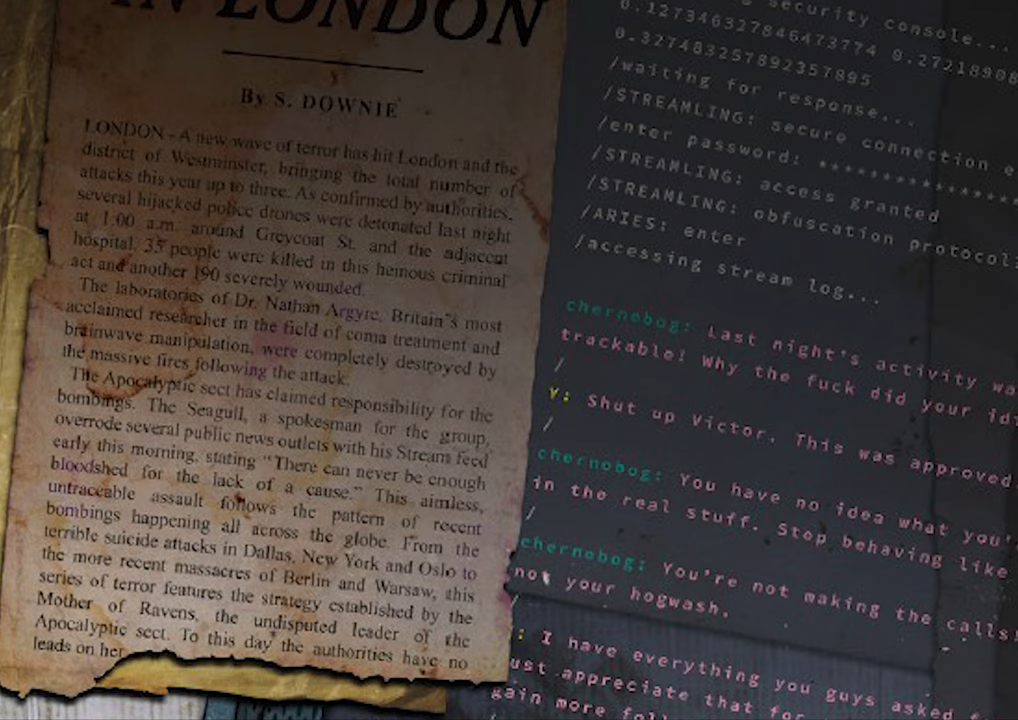 IN LONDON
By S. DOWNIE
LONDON - A new wave of terror has hit London and the
district of Westminster, bringing the total number of
attacks this year up to three. As confirmed by authorities,
several hijacked police drones were detonated last night
at 1:00 a.m. around Greycoat St. and the adjacent
hospital, 35 people were killed in this heinous criminal
act and another 190 severely wounded.
The laboratories of Dr. Nathan Argyre, Britain's most
acclaimed researcher in the field of coma treatment and
brainwave manipulation, were completely destroyed by
the massive fires following the attack.
The Apocalyptic sect has claimed responsibility for the
bombings. The Seagull, a spokesman for the group,
overrode several public news outlets with his Stream feed
early this morning, stating "There can never be enough
bloodshed for the lack of a cause." This aimless,
untraceable assault follows the pattern of recent
bombings happening all across the globe. From the
terrible suicide attacks in Dallas, New York and Oslo to
the more recent massacres of Berlin and Warsaw, this
series of terror features the strategy established by the
Mother of Ravens, the undisputed leader of the
Apocalyptic sect. To this day the authorities have no
leads on her
security console...
0.12734632784647 3774 0.27218908
0.327483257892357895
/waiting for response...
/STREAMLING: secure connection e
/enter password: *****************
/STREAMLING: access granted
/STREAMLING: obfuscation protocol:
/ARIES: enter
/accessing stream log...
chernobog: Last night's activity wa
trackable! Why the fuck did your idi
/
Y: Shut up Victor. This was approved.
/
chernobog: You have no idea what you'
in the real stuff. Stop behaving like
/
chernobog: You're not making the calls!
not your hogwash.
/
: I have everything you guys asked
just appreciate that for
gain more foll